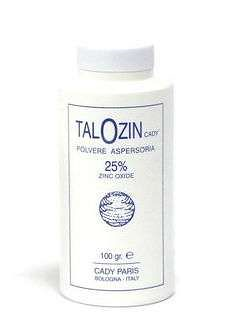 TALOZIN CADY
POLVERE ASPERSORIA
25%
ZINC OXIDE
100 gr. ℮
CADY PARIS
BOLOGNA - ITALY